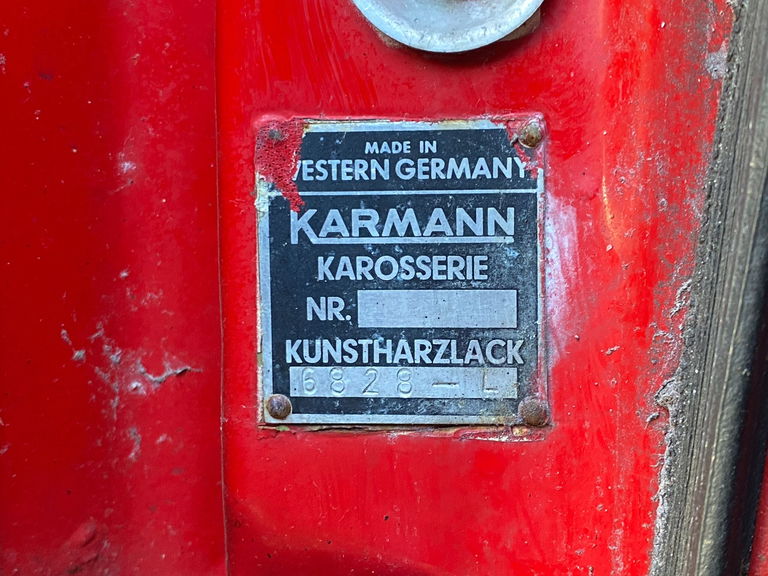 MADE IN
WESTERN GERMANY
KARMANN
KAROSSERIE
NR.
KUNSTHARZLACK
6828-L